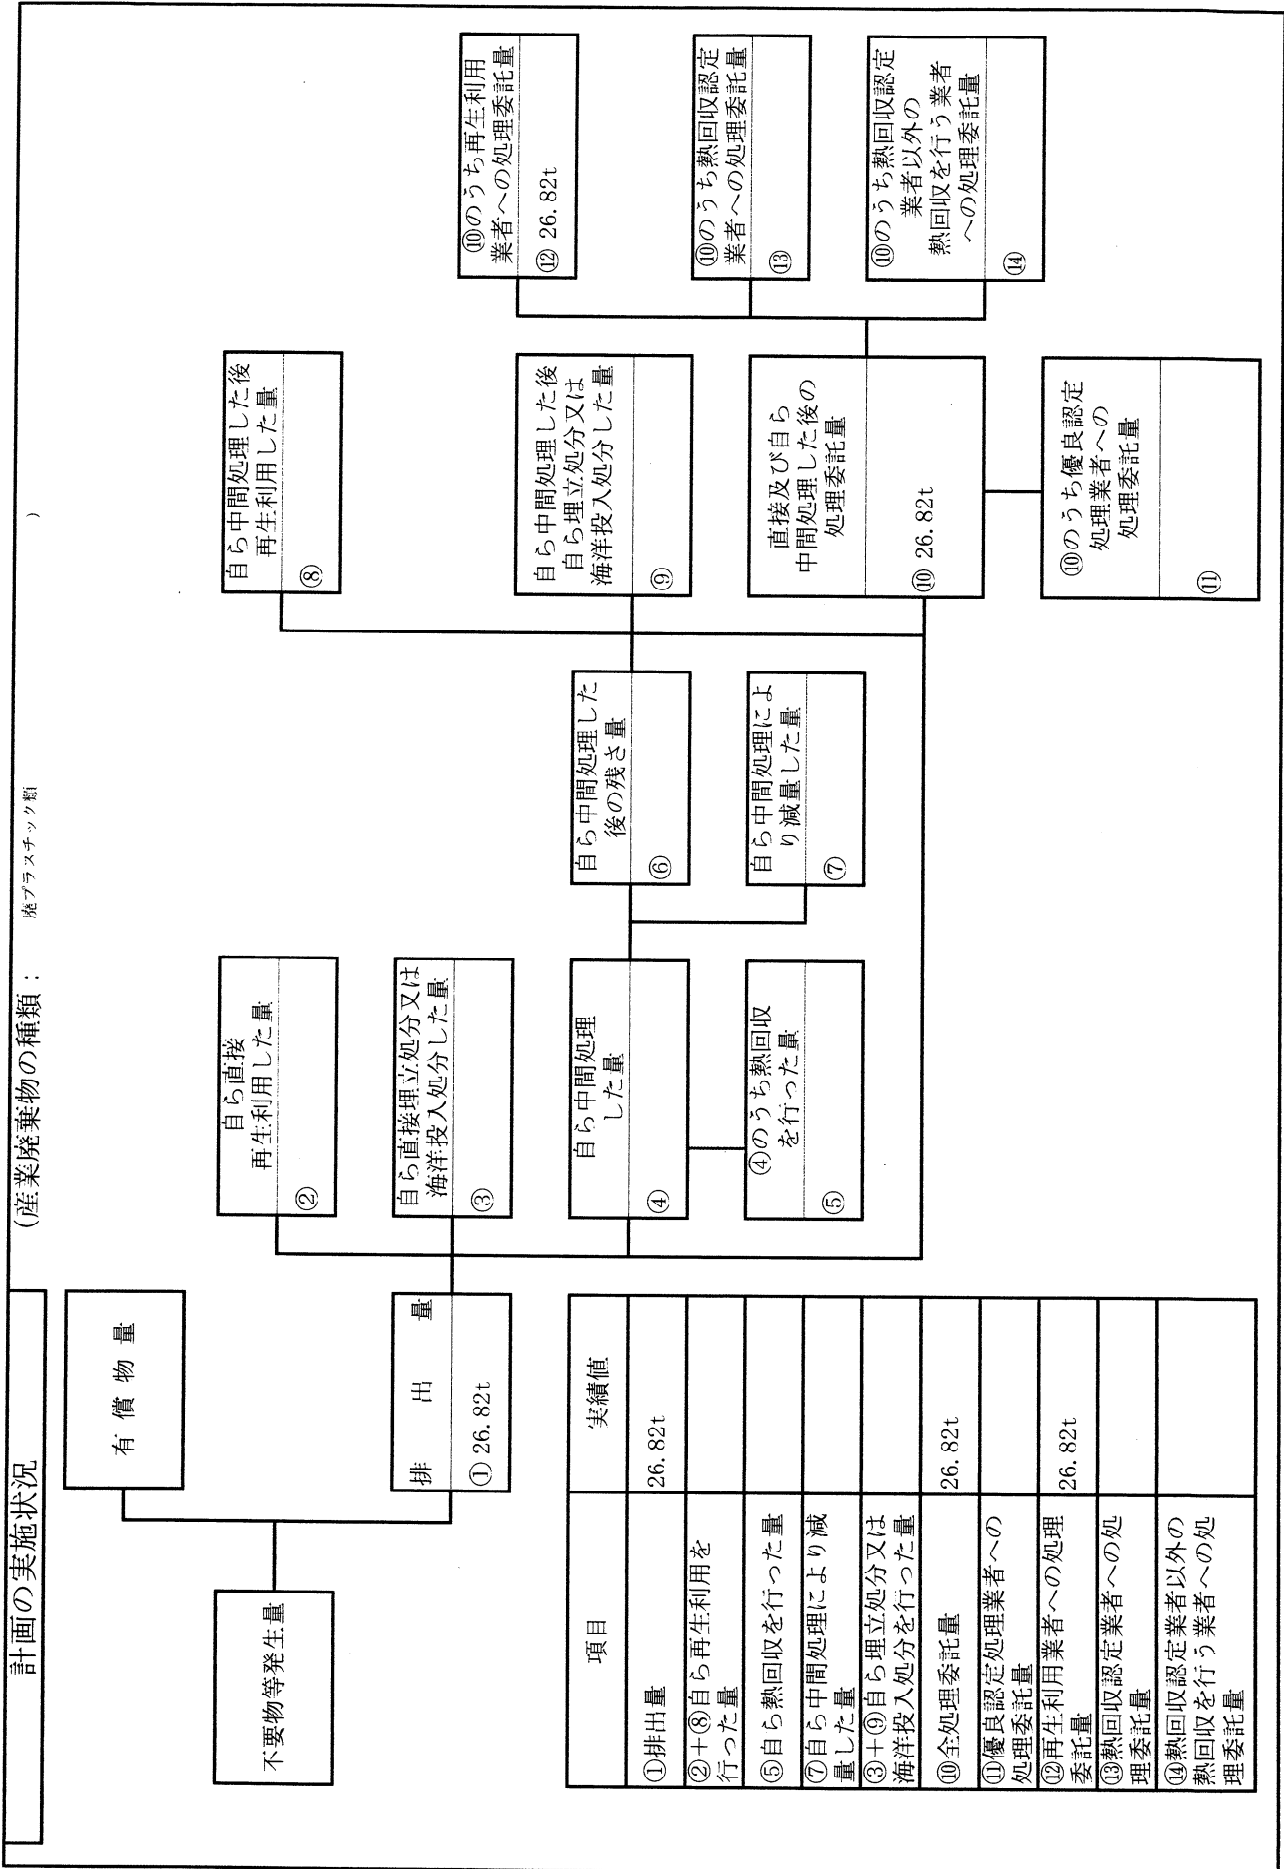 計画の実施状況
(産業廃棄物の種類: 廃プラスチック類 )
不要物等発生量
有償物量
排出量
① 26.82t
自ら直接
再生利用した量
②
自ら直接埋立処分又は
海洋投入処分した量
③
自ら中間処理
した量
④
④のうち熱回収
を行った量
⑤
自ら中間処理した
後の残さ量
⑥
自ら中間処理によ
り減量した量
⑦
自ら中間処理した後
再生利用した量
⑧
自ら中間処理した後
自ら埋立処分又は
海洋投入処分した量
⑨
直接及び自ら
中間処理した後の
処理委託量
⑩ 26.82t
⑩のうち優良認定
処理業者への
処理委託量
⑪
⑩のうち再生利用
業者への処理委託量
⑫ 26.82t
⑩のうち熱回収認定
業者への処理委託量
⑬
⑩のうち熱回収認定
業者以外の
熱回収を行う業者
への処理委託量
⑭
項目 実績値
①排出量 26.82t
②+⑧自ら再生利用を
行った量
⑤自ら熱回収を行った量
⑦自ら中間処理により減
量した量
③+⑨自ら埋立処分又は
海洋投入処分を行った量
⑩全処理委託量 26.82t
⑪優良認定処理業者への
処理委託量
⑫再生利用業者への処理
委託量 26.82t
⑬熱回収認定業者への処
理委託量
⑭熱回収認定業者以外の
熱回収を行う業者への処
理委託量